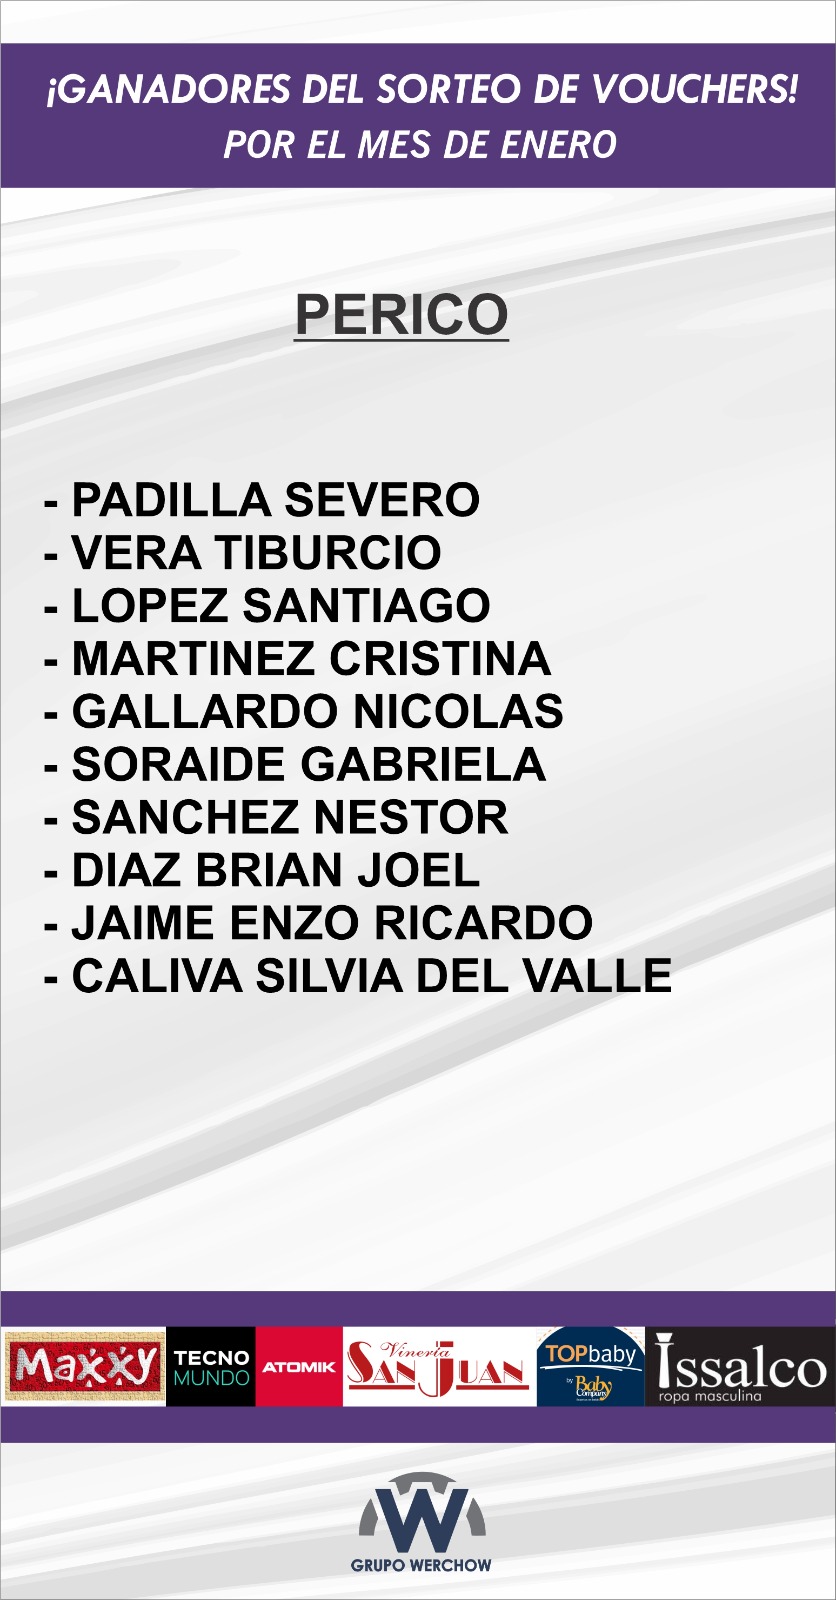 ¡GANADORES DEL SORTEO DE VOUCHERS!
POR EL MES DE ENERO
PERICO
- PADILLA SEVERO
- VERA TIBURCIO
- LOPEZ SANTIAGO
- MARTINEZ CRISTINA
- GALLARDO NICOLAS
- SORAIDE GABRIELA
- SANCHEZ NESTOR
- DIAZ BRIAN JOEL
- JAIME ENZO RICARDO
- CALIVA SILVIA DEL VALLE
Maxxy
TECNO
MUNDO
ATOMIK
Vinería
SAN JUAN
TOPbaby
by Baby
Company
Issalco
ropa masculina
W
GRUPO WERCHOW